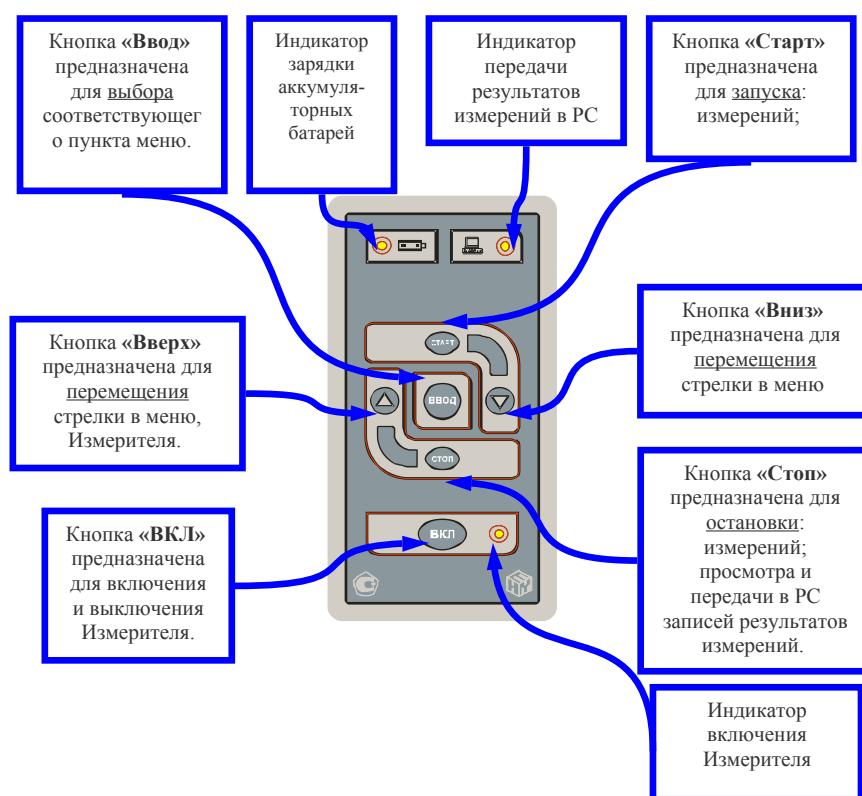 Кнопка «Ввод»
предназначена
для выбора
соответствующег
о пункта меню.
Индикатор
зарядки
аккумуля-
торных
батарей
Индикатор
передачи
результатов
измерений в PC
Кнопка «Старт»
предназначена
для запуска:
измерений;
Кнопка «Вверх»
предназначена для
перемещения
стрелки в меню,
Измерителя.
СТАРТ
ВВОД
СТОП
ВКЛ
Кнопка «Вниз»
предназначена для
перемещения
стрелки в меню
Кнопка «ВКЛ»
предназначена
для включения
и выключения
Измерителя.
Кнопка «Стоп»
предназначена для
остановки:
измерений;
просмотра и
передачи в PC
записей результатов
измерений.
Индикатор
включения
Измерителя